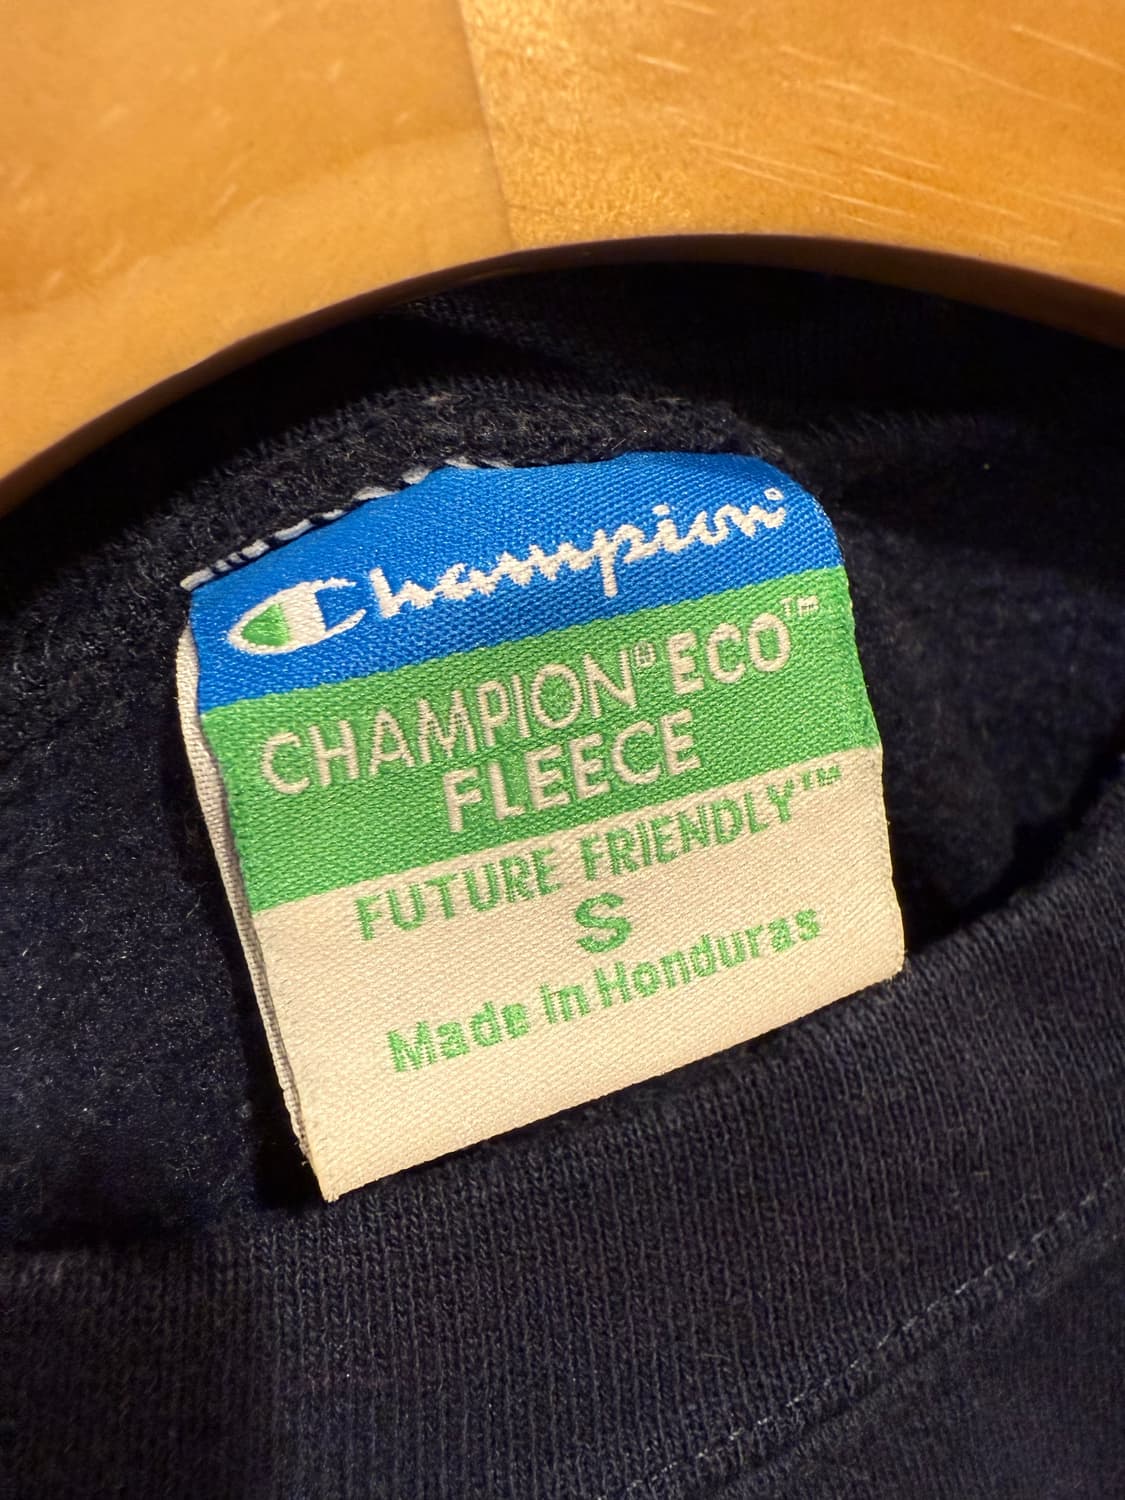 Champion®
CHAMPION® ECO™
FLEECE
FUTURE FRIENDLY™
S
Made in Honduras